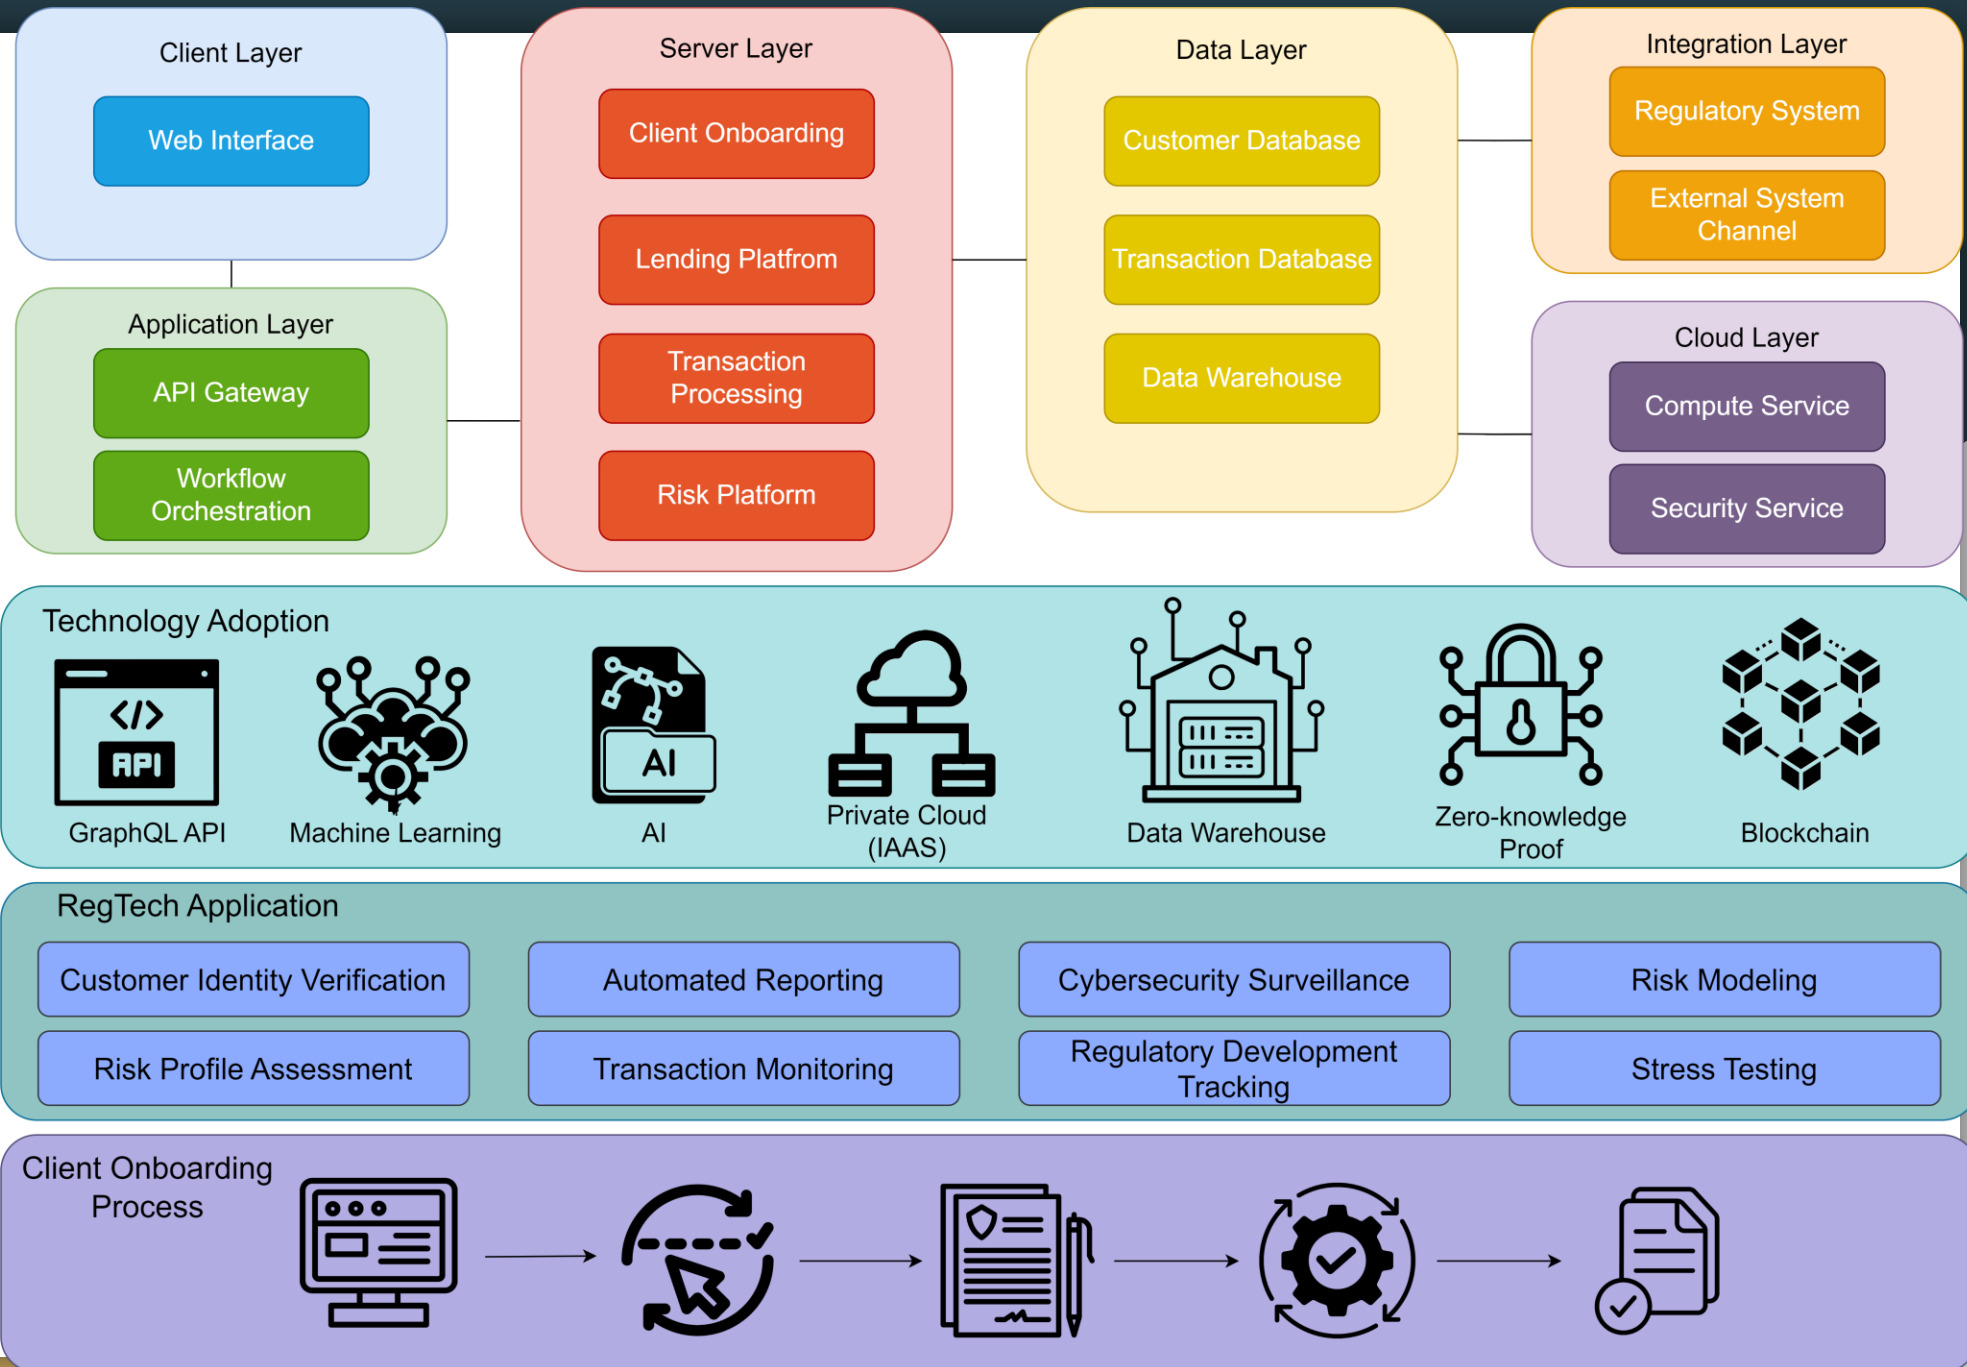 Client Layer
Web Interface
Application Layer
API Gateway
Workflow
Orchestration
Server Layer
Client Onboarding
Lending Platfrom
Transaction
Processing
Risk Platform
Data Layer
Customer Database
Transaction Database
Data Warehouse
Integration Layer
Regulatory System
External System
Channel
Cloud Layer
Compute Service
Security Service
Technology Adoption
</>
API
GraphQL API
Machine Learning
AI
AI
Private Cloud
(IAAS)
Data Warehouse
Zero-knowledge
Proof
Blockchain
RegTech Application
Customer Identity Verification
Automated Reporting
Cybersecurity Surveillance
Risk Modeling
Risk Profile Assessment
Transaction Monitoring
Regulatory Development
Tracking
Stress Testing
Client Onboarding
Process